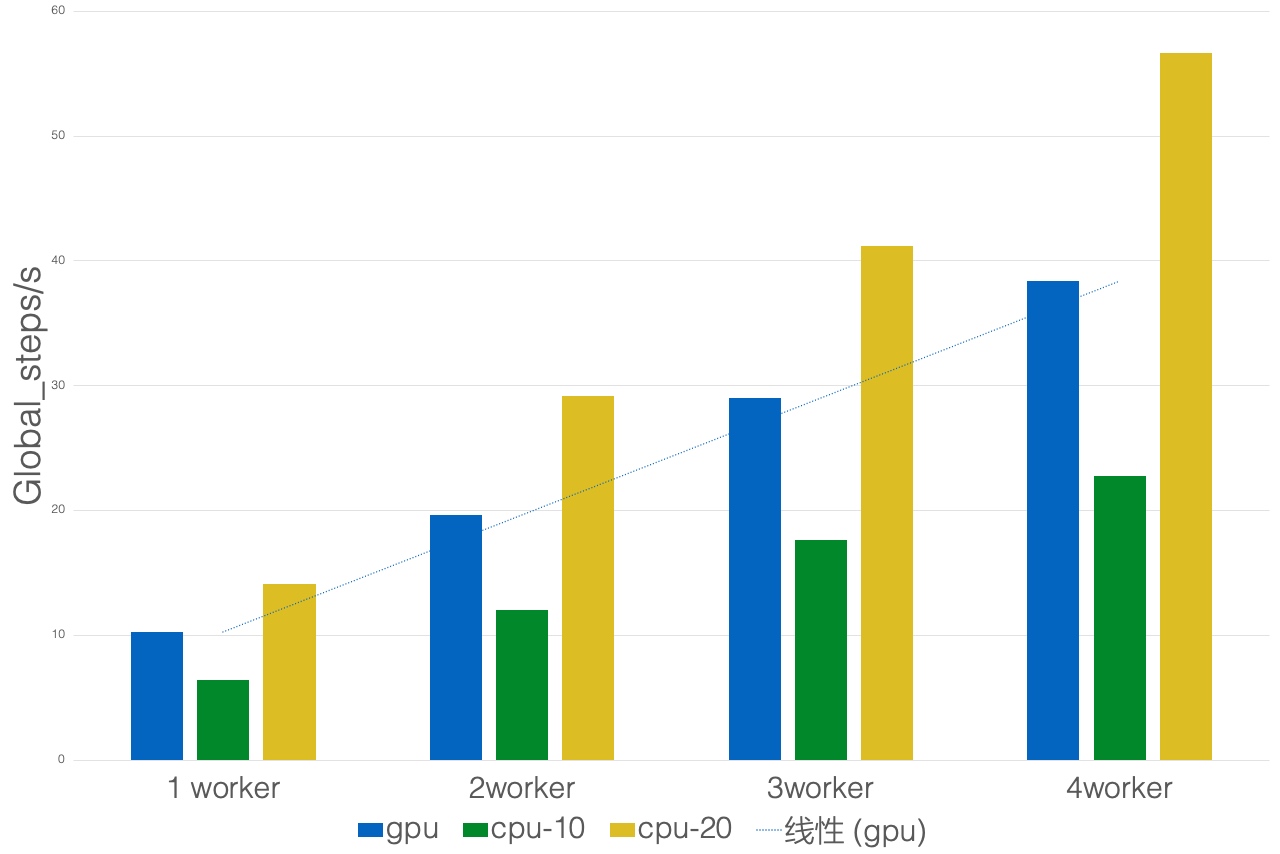 60
50
40
30
20
10
0
Global_steps/s
1 worker
2worker
3worker
4worker
gpu
cpu-10
cpu-20
线性 (gpu)